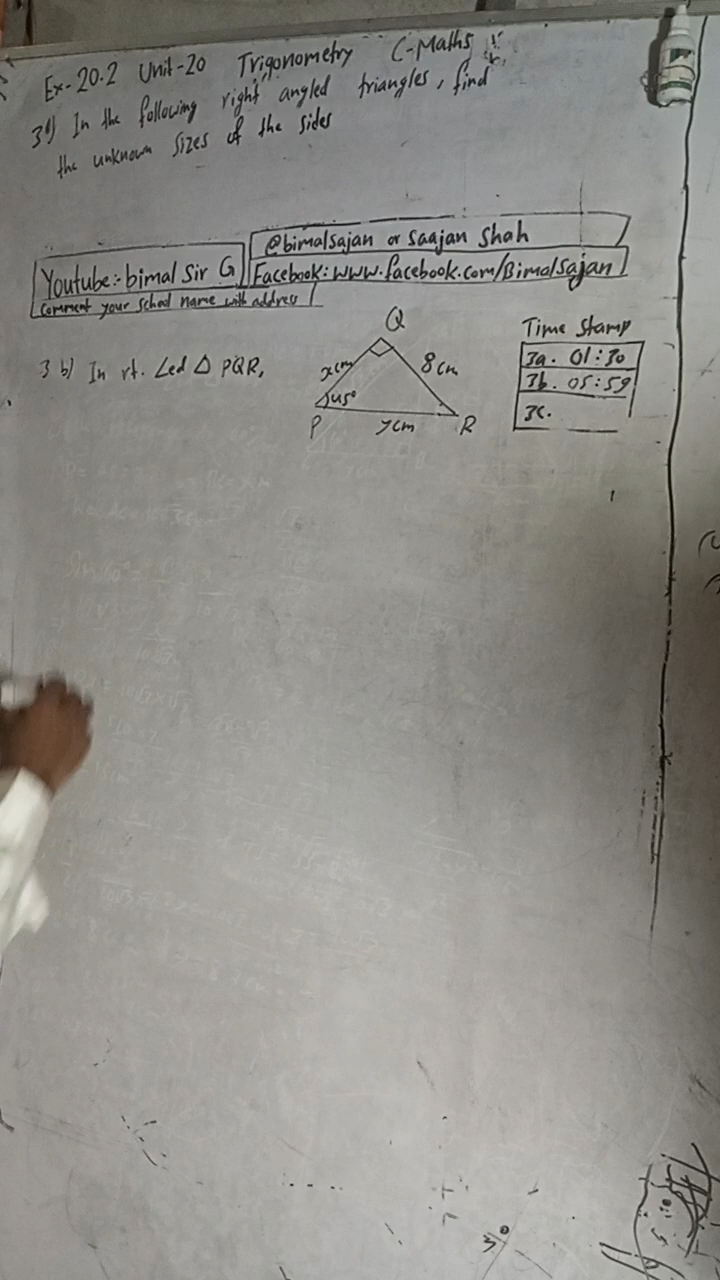 Ex-20.2 Unit-20 Trigonometry C-Maths
3) In the following right angled triangles, find
the unknown sizes of the sides
@bimalsajan or Saajan Shah
Youtube:- bimal Sir G
Facebook: www.facebook.com/Bimalsajan
Comment your school name with address
3 b) In rt. ∠ed △ PQR,
Q
x cm
8 cm
45°
P
y cm
R
Time Stamp
3a. 01:30
3b. 05:59
3c.